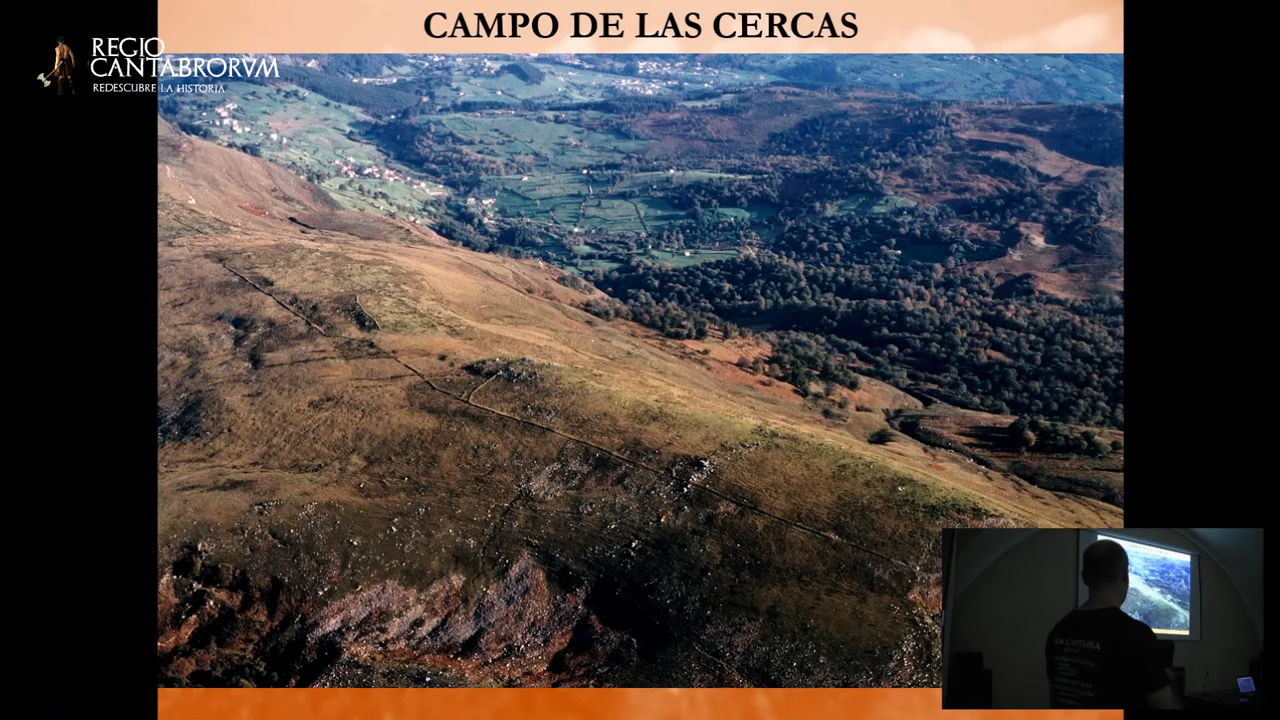 CAMPO DE LAS CERCAS
REGIO
CANTABRORVM
REDESCUBRE LA HISTORIA